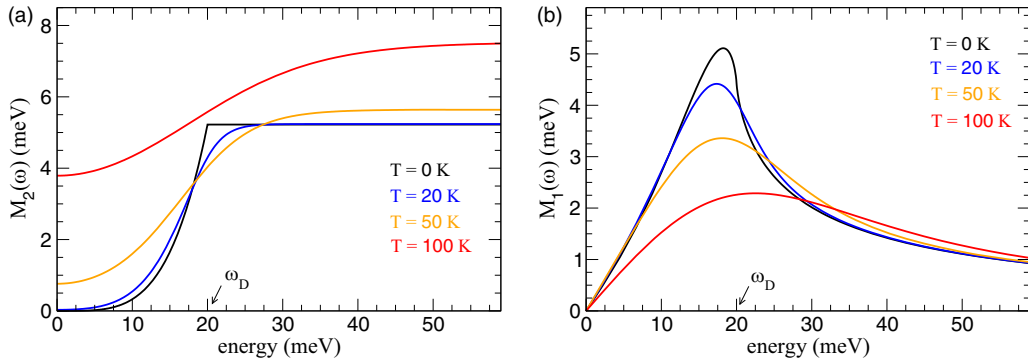 (a)
8
6
4
2
0
M₂(ω) (meV)
T = 0 K
T = 20 K
T = 50 K
T = 100 K
ω_D
0 10 20 30 40 50
energy (meV)
(b)
5
4
3
2
1
0
M₁(ω) (meV)
T = 0 K
T = 20 K
T = 50 K
T = 100 K
ω_D
0 10 20 30 40 50
energy (meV)